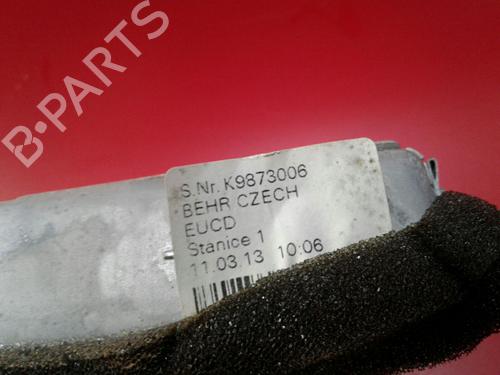 B-PARTS
S.Nr. K9873006
BEHR CZECH
EUCD
Stanice 1
11.03.13 10:06